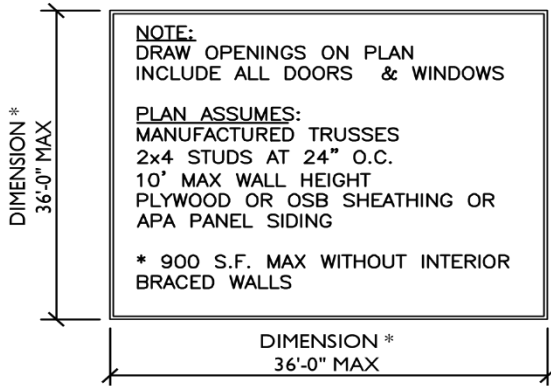 NOTE:
DRAW OPENINGS ON PLAN
INCLUDE ALL DOORS & WINDOWS
PLAN ASSUMES:
MANUFACTURED TRUSSES
2x4 STUDS AT 24" O.C.
10' MAX WALL HEIGHT
PLYWOOD OR OSB SHEATHING OR
APA PANEL SIDING
* 900 S.F. MAX WITHOUT INTERIOR
BRACED WALLS
DIMENSION *
36'-0" MAX
DIMENSION *
36'-0" MAX